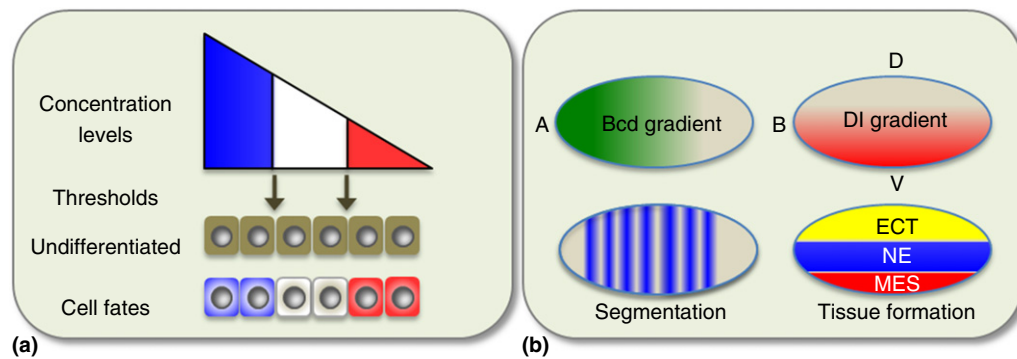 Concentration
levels
Thresholds
Undifferentiated
Cell fates
(a)
D
A
Bcd gradient
B
Dl gradient
V
ECT
NE
MES
Segmentation
Tissue formation
(b)